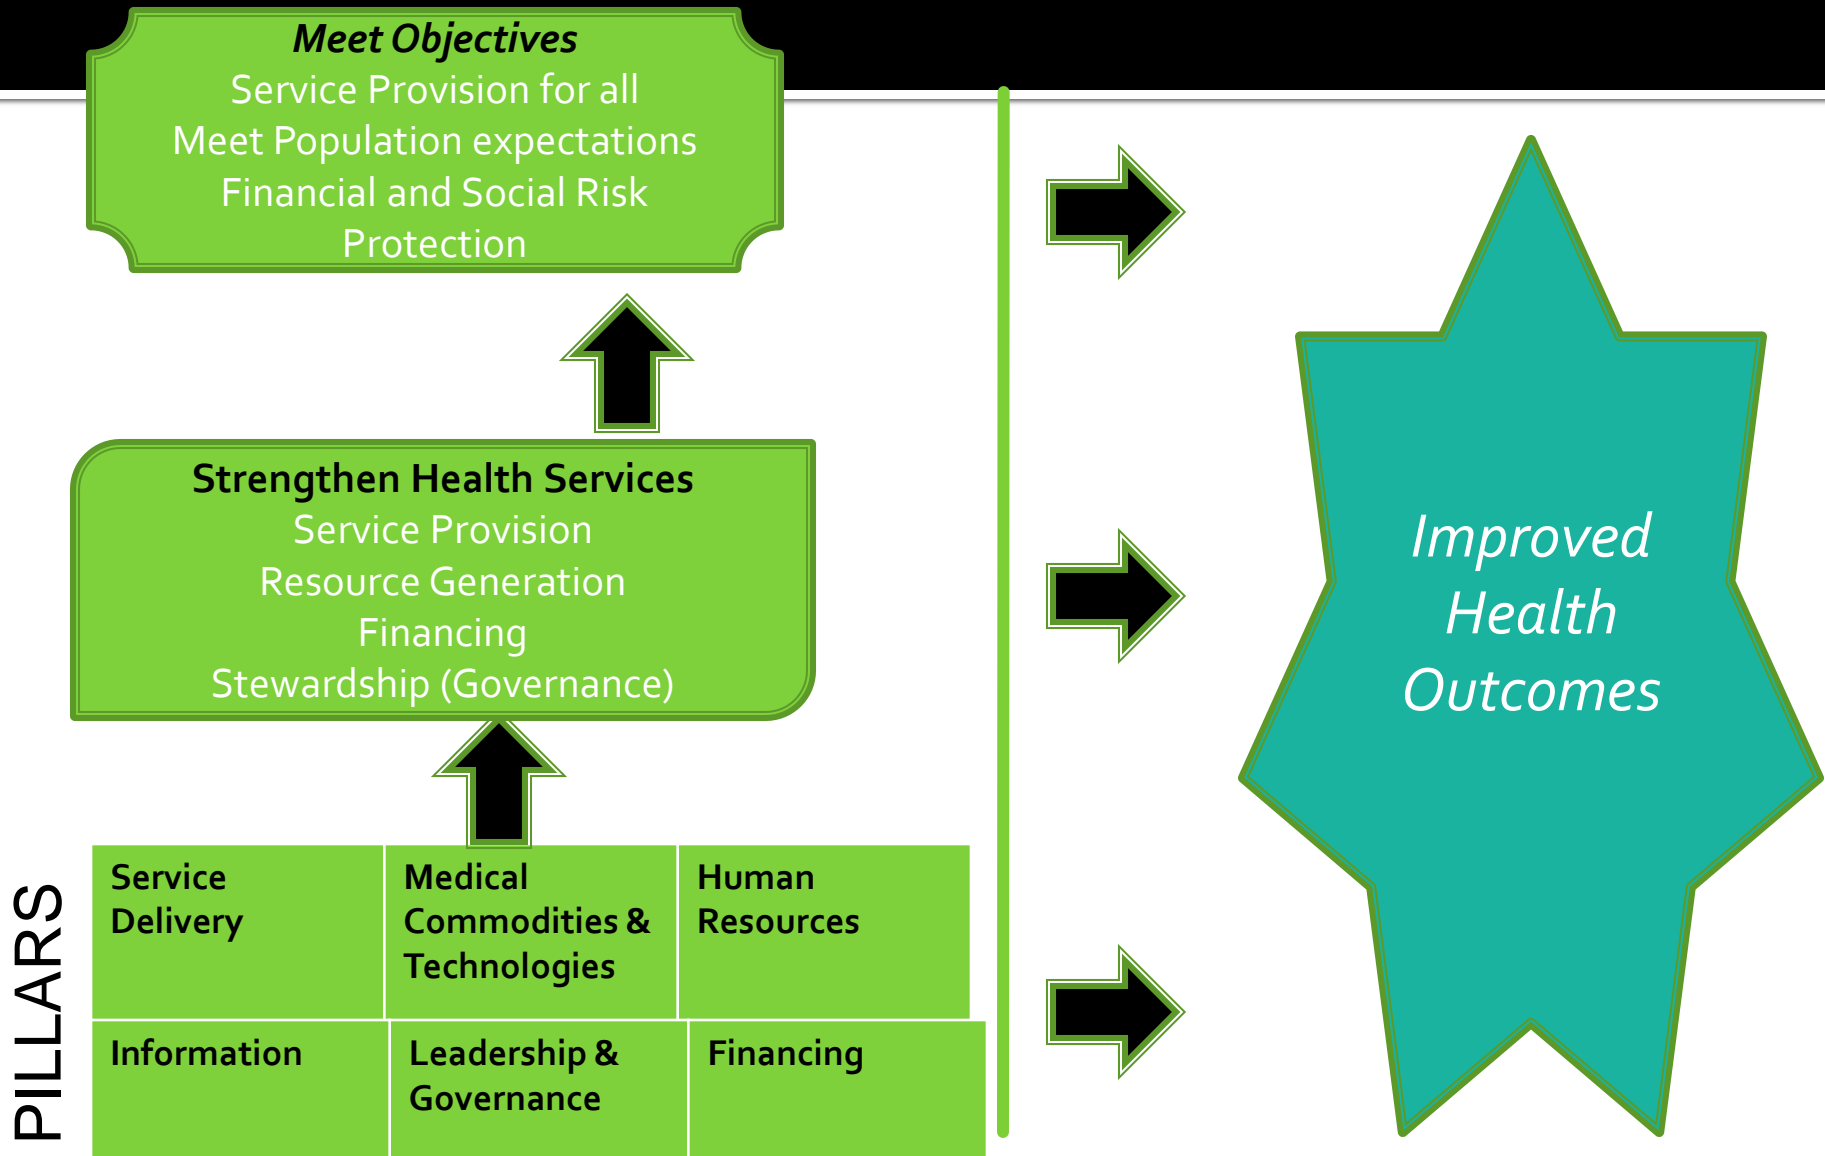 Meet Objectives
Service Provision for all
Meet Population expectations
Financial and Social Risk
Protection
Strengthen Health Services
Service Provision
Resource Generation
Financing
Stewardship (Governance)
Improved
Health
Outcomes
PILLARS
Service
Delivery
Medical
Commodities &
Technologies
Human
Resources
Information
Leadership &
Governance
Financing